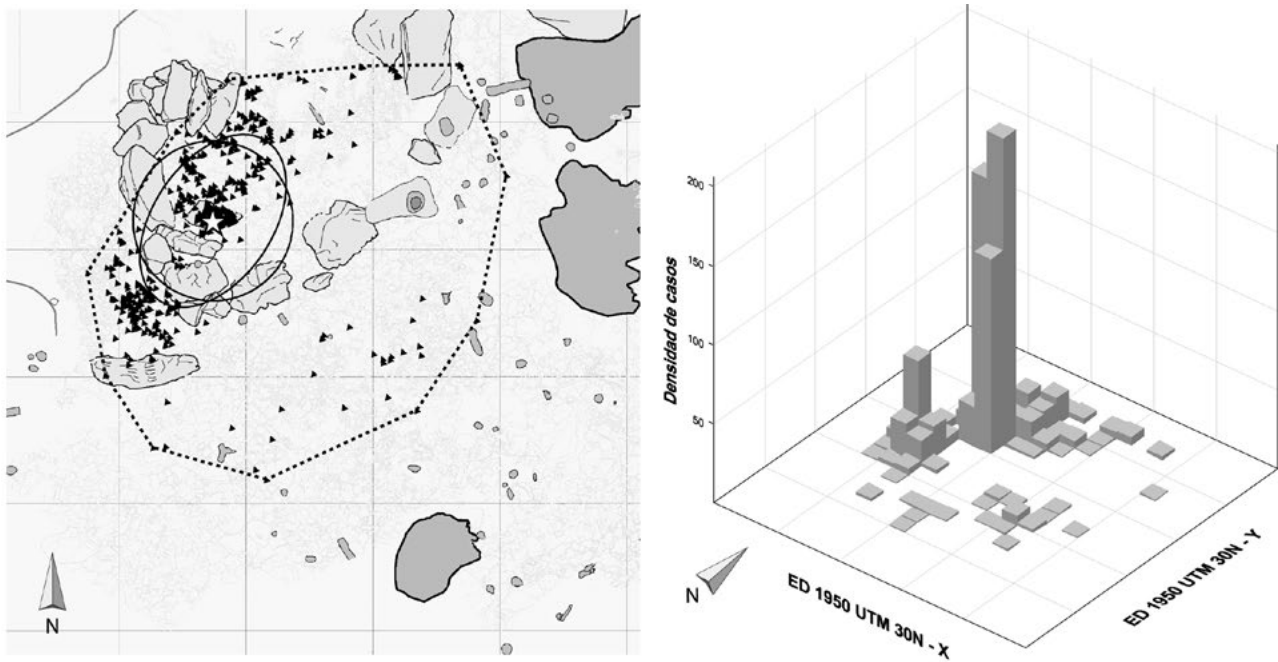 N
200
150
100
50
Densidad de casos
N
ED 1950 UTM 30N - X
ED 1950 UTM 30N - Y